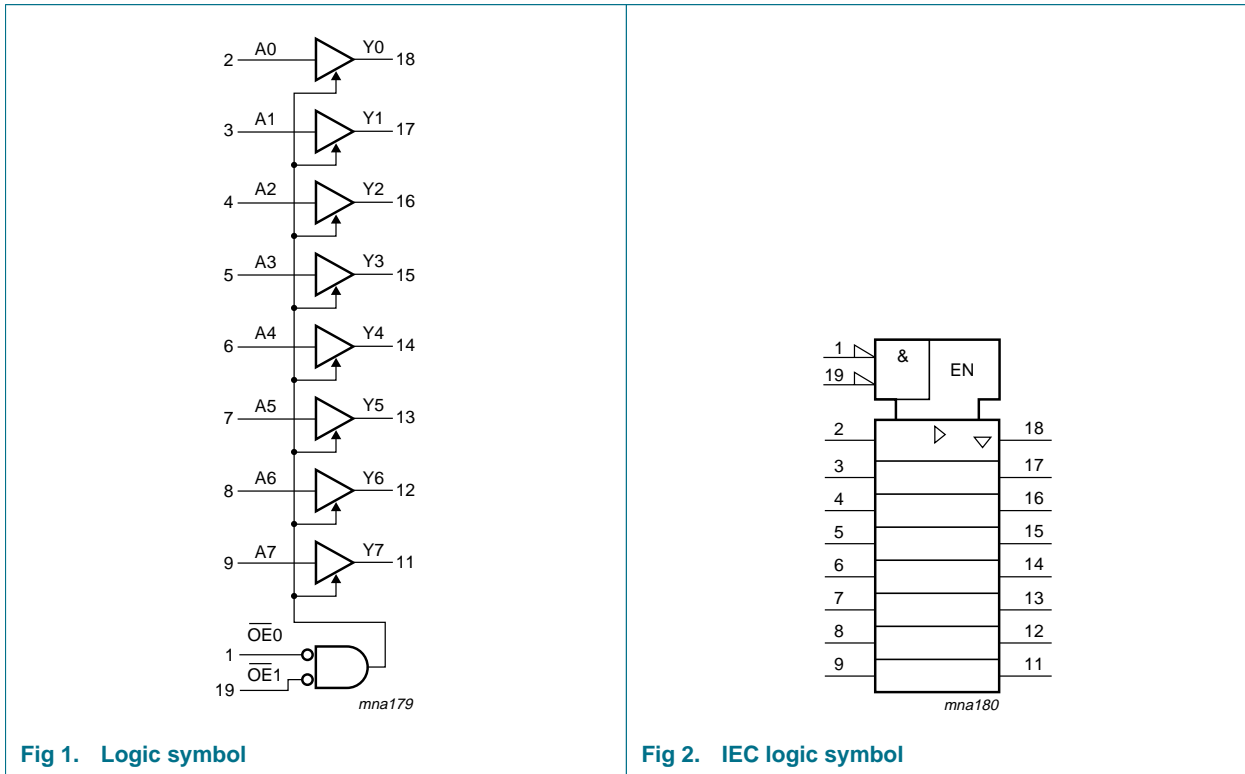 2 A0 Y0 18
3 A1 Y1 17
4 A2 Y2 16
5 A3 Y3 15
6 A4 Y4 14
7 A5 Y5 13
8 A6 Y6 12
9 A7 Y7 11
OE0
1
OE1
19
mna179
Fig 1. Logic symbol
1 & EN
19
2 18
3 17
4 16
5 15
6 14
7 13
8 12
9 11
mna180
Fig 2. IEC logic symbol